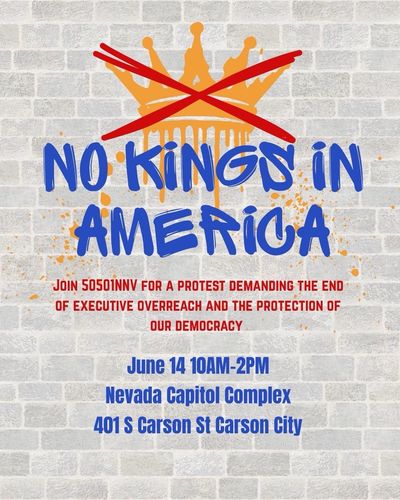 NO KINGS IN
AMERICA
JOIN 50501NNV FOR A PROTEST DEMANDING THE END
OF EXECUTIVE OVERREACH AND THE PROTECTION OF
OUR DEMOCRACY
June 14 10AM-2PM
Nevada Capitol Complex
401 S Carson St Carson City